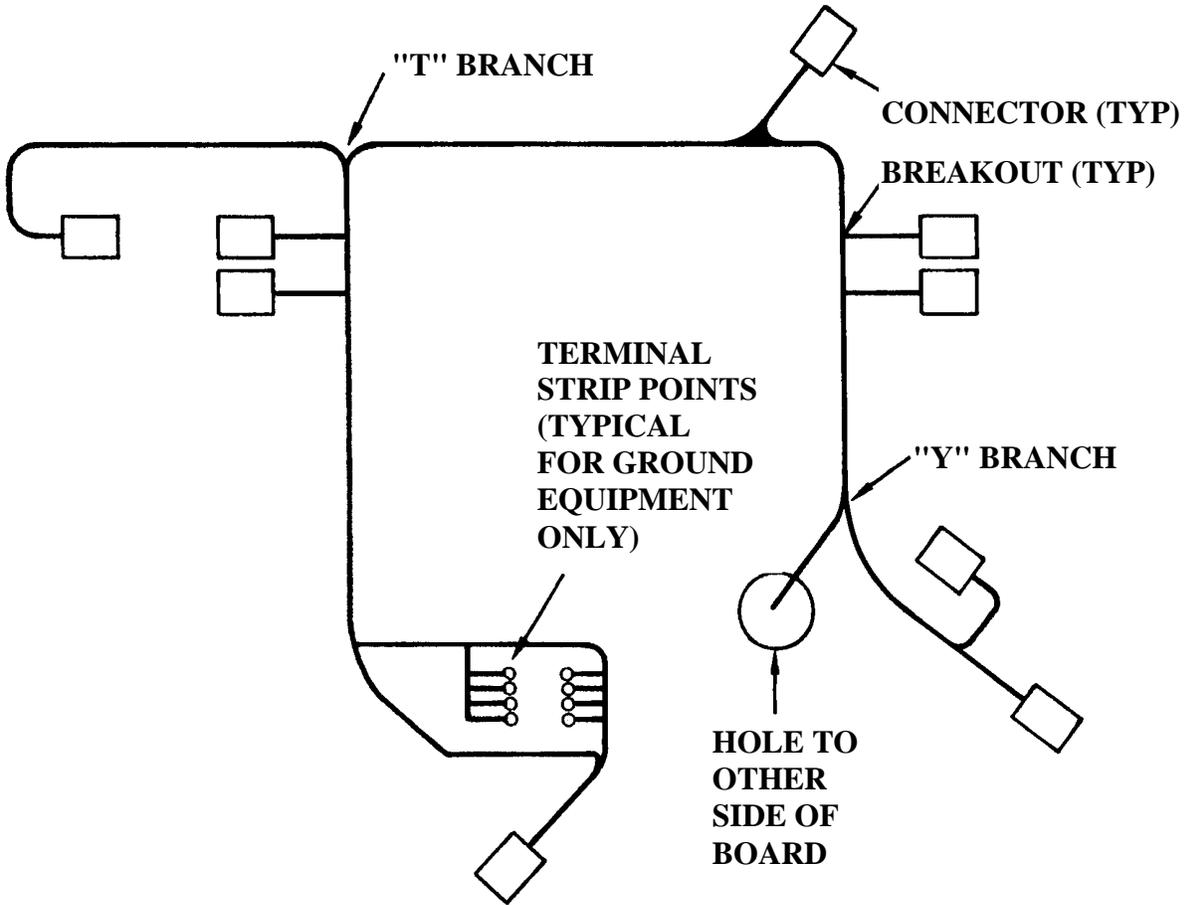 "T" BRANCH
CONNECTOR (TYP)
BREAKOUT (TYP)
TERMINAL
STRIP POINTS
(TYPICAL
FOR GROUND
EQUIPMENT
ONLY)
"Y" BRANCH
HOLE TO
OTHER
SIDE OF
BOARD